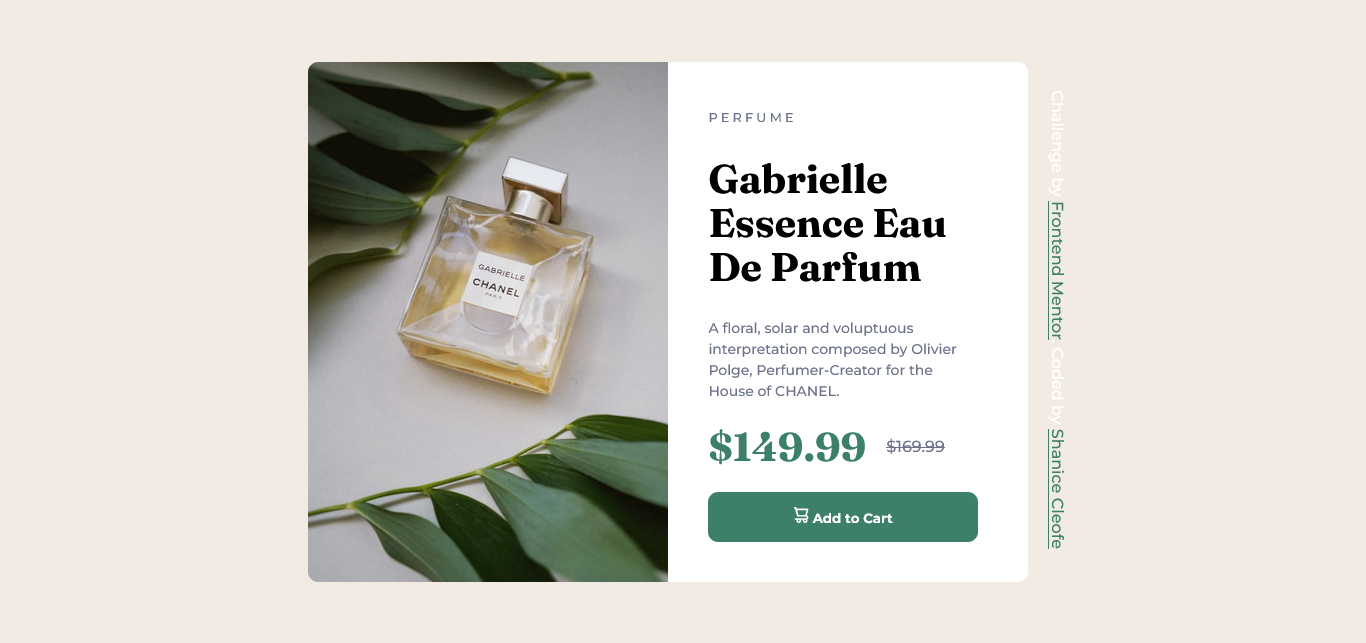 GABRIELLE
CHANEL
PARIS
PERFUME
Gabrielle
Essence Eau
De Parfum
A floral, solar and voluptuous
interpretation composed by Olivier
Polge, Perfumer-Creator for the
House of CHANEL.
$149.99 $169.99
Add to Cart
Challenge by Frontend Mentor. Coded by Shanice Cleofe.